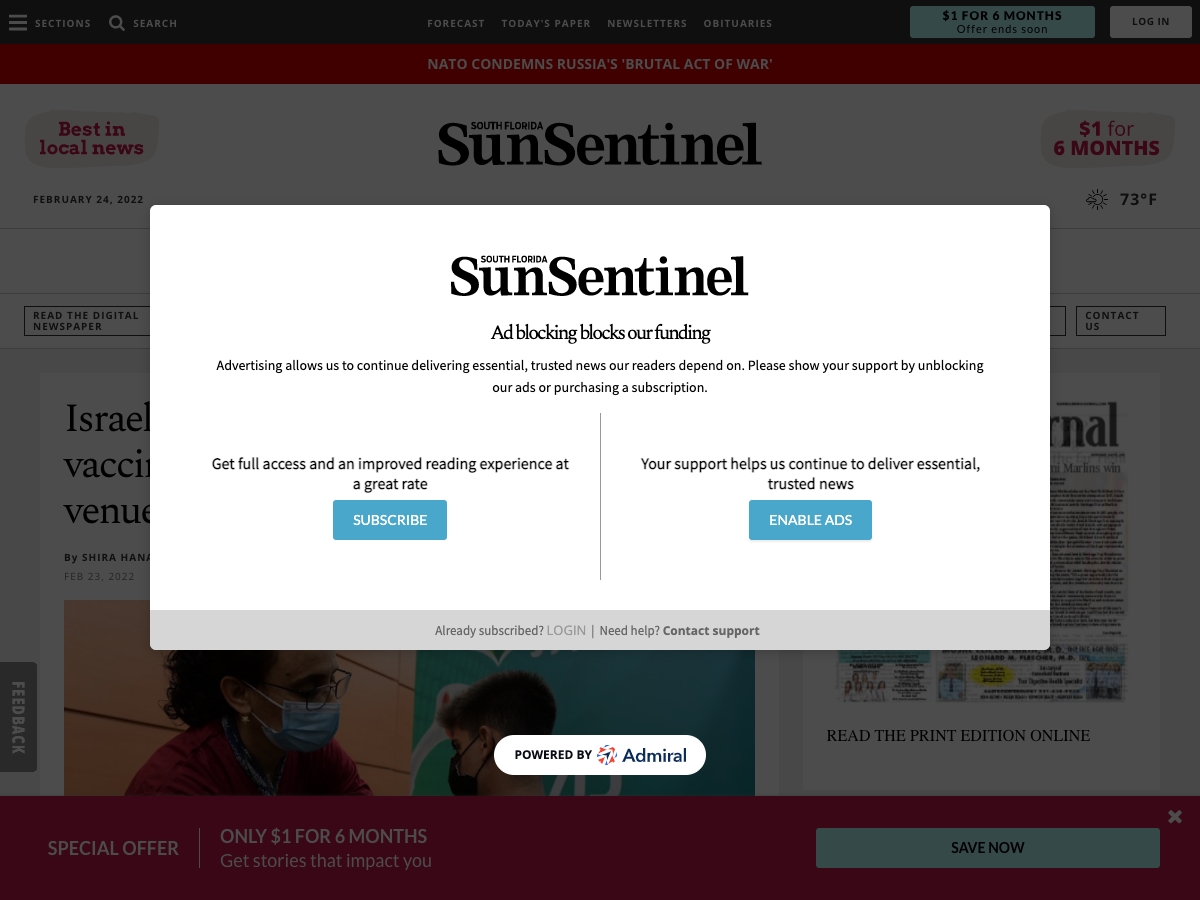 SECTIONS
SEARCH
FORECAST
TODAY'S PAPER
NEWSLETTERS
OBITUARIES
$1 FOR 6 MONTHS
Offer ends soon
LOG IN
NATO CONDEMNS RUSSIA'S 'BRUTAL ACT OF WAR'
Best in
local news
SOUTH FLORIDA
SunSentinel
$1 for
6 MONTHS
FEBRUARY 24, 2022
73°F
READ THE DIGITAL
NEWSPAPER
CONTACT
US
SOUTH FLORIDA
SunSentinel
Ad blocking blocks our funding
Advertising allows us to continue delivering essential, trusted news our readers depend on. Please show your support by unblocking
our ads or purchasing a subscription.
Get full access and an improved reading experience at
a great rate
SUBSCRIBE
Your support helps us continue to deliver essential,
trusted news
ENABLE ADS
Already subscribed? LOGIN | Need help? Contact support
Israel
By SHIRA
FEB 23, 2022
Marlins win
LEONARD M. FLEISCHER, M.D.
READ THE PRINT EDITION ONLINE
FEEDBACK
POWERED BY Admiral
SPECIAL OFFER
ONLY $1 FOR 6 MONTHS
Get stories that impact you
SAVE NOW